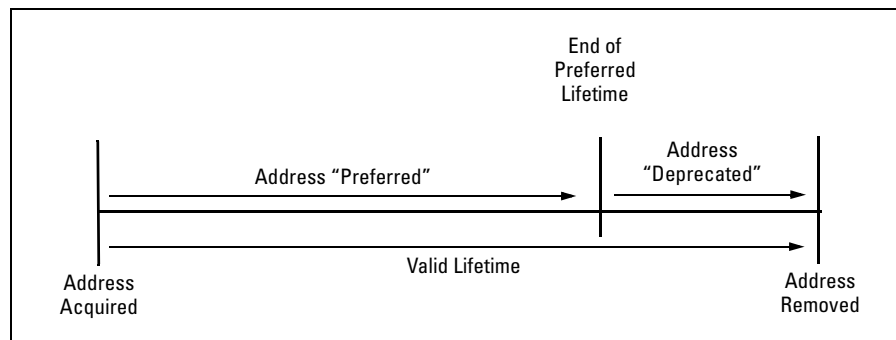 End of
Preferred
Lifetime
Address “Preferred”
Address
“Deprecated”
Valid Lifetime
Address
Acquired
Address
Removed